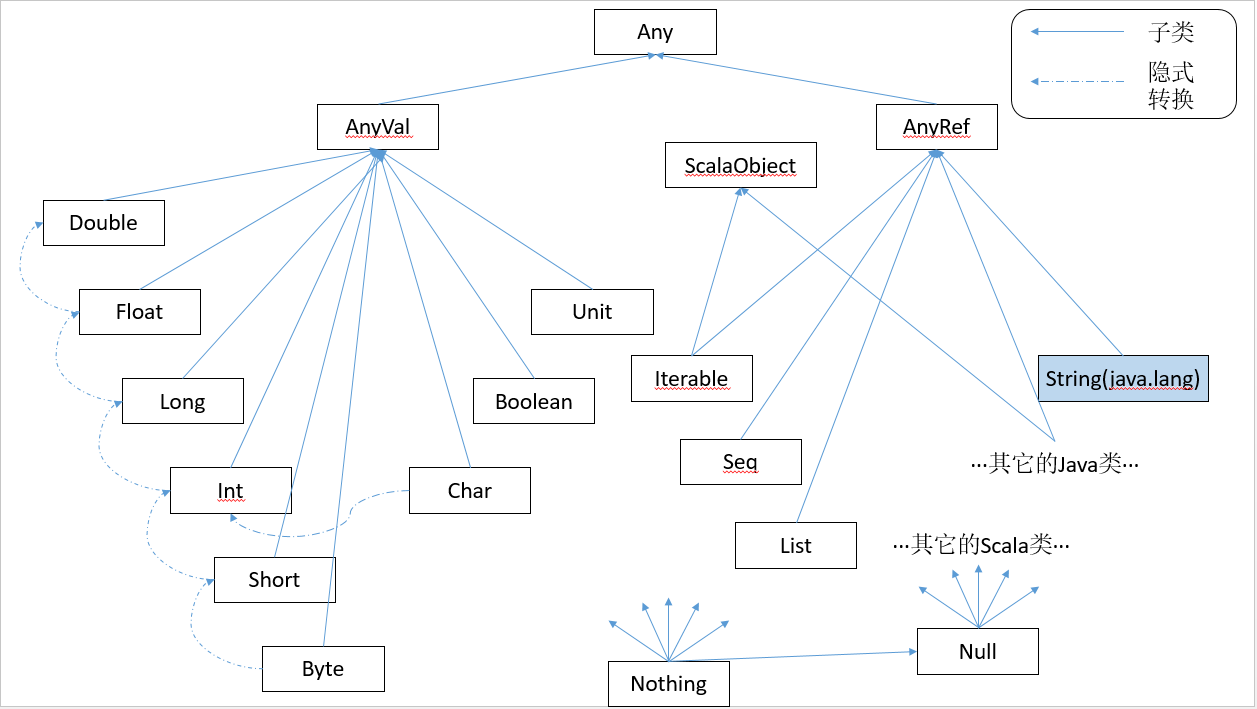 Any
子类
隐式
转换
AnyVal
AnyRef
ScalaObject
Double
Float
Unit
Iterable
String(java.lang)
Long
Boolean
Seq
…其它的Java类…
Int
Char
List
…其它的Scala类…
Short
Null
Byte
Nothing